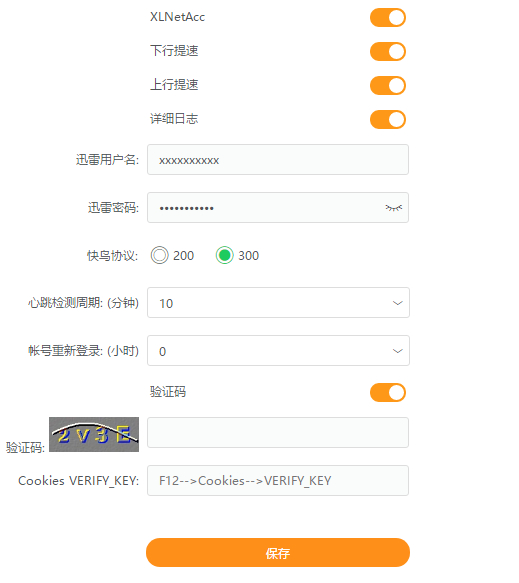 XLNetAcc
下行提速
上行提速
详细日志
迅雷用户名: xxxxxxxxxx
迅雷密码: •••••••••••
快鸟协议: 200 300
心跳检测周期: (分钟) 10
帐号重新登录: (小时) 0
验证码
验证码: 2V3E
Cookies VERIFY_KEY: F12-->Cookies-->VERIFY_KEY
保存